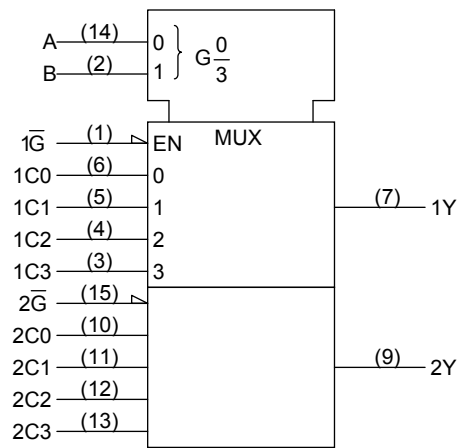 A (14) 0
B (2) 1
G 0/3
MUX
1G̅ (1) EN
1C0 (6) 0
1C1 (5) 1
1C2 (4) 2
1C3 (3) 3
(7) 1Y
2G̅ (15)
2C0 (10)
2C1 (11)
2C2 (12)
2C3 (13)
(9) 2Y